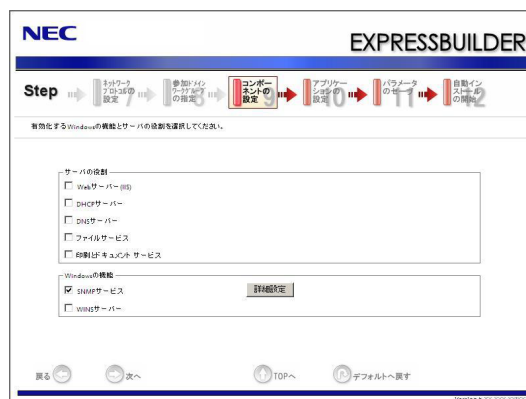 NEC
EXPRESSBUILDER
Step
ネットワーク
プロトコルの
設定
7
参加ドメイン
ワークグループ
の指定
8
コンポー
ネントの
設定
9
アプリケー
ションの
設定
10
パラメータ
のセーブ
11
自動イン
ストール
の開始
12
有効化するWindowsの機能とサーバの役割を選択してください。
サーバの役割
Webサーバー(IIS)
DHCPサーバー
DNSサーバー
ファイルサービス
印刷とドキュメント サービス
Windowsの機能
SNMPサービス
詳細設定
WINSサーバー
戻る
次へ
TOPへ
デフォルトへ戻す